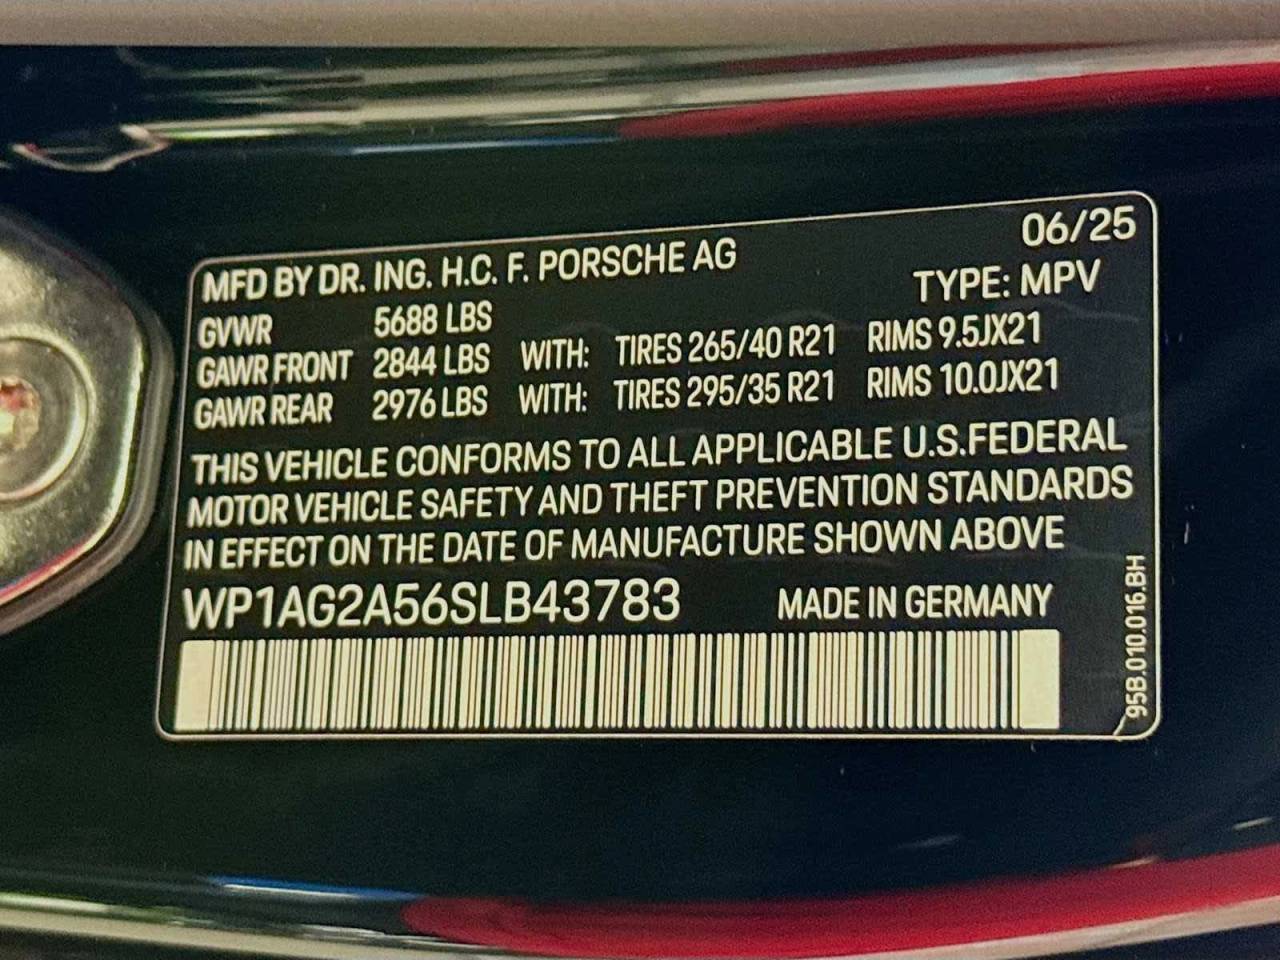 06/25
MFD BY DR. ING. H.C. F. PORSCHE AG
TYPE: MPV
GVWR 5688 LBS
GAWR FRONT 2844 LBS WITH: TIRES 265/40 R21 RIMS 9.5JX21
GAWR REAR 2976 LBS WITH: TIRES 295/35 R21 RIMS 10.0JX21
THIS VEHICLE CONFORMS TO ALL APPLICABLE U.S.FEDERAL
MOTOR VEHICLE SAFETY AND THEFT PREVENTION STANDARDS
IN EFFECT ON THE DATE OF MANUFACTURE SHOWN ABOVE
WP1AG2A56SLB43783 MADE IN GERMANY
95B.010.016.BH